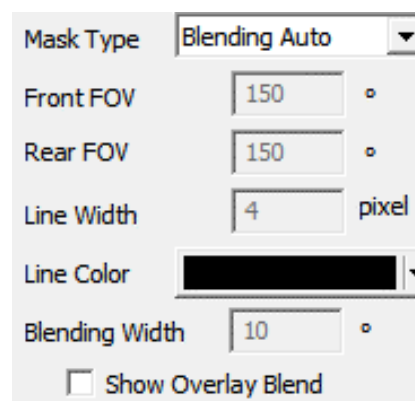 Mask Type Blending Auto
Front FOV 150 °
Rear FOV 150 °
Line Width 4 pixel
Line Color
Blending Width 10 °
Show Overlay Blend